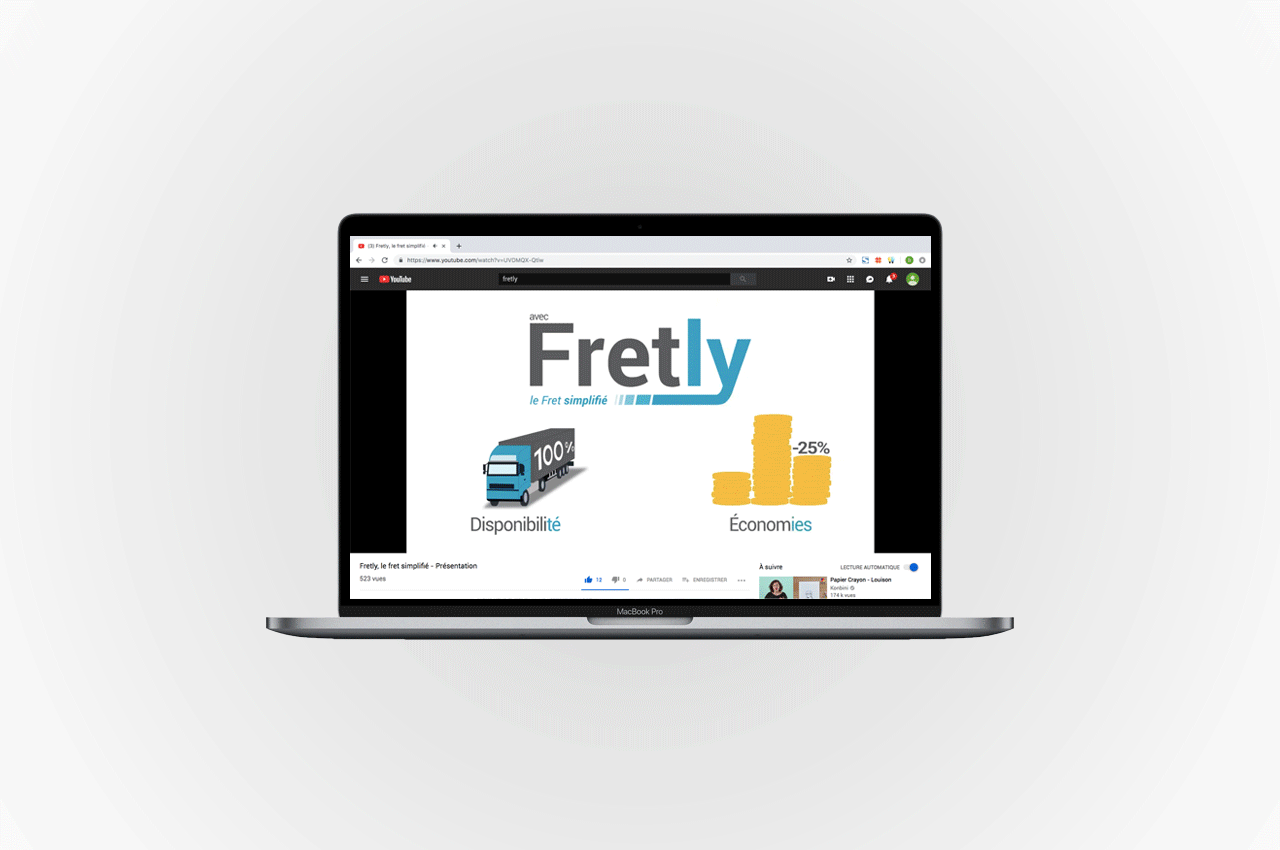 (3) Fretly, le fret simplifié
https://www.youtube.com/watch?v=UVOMQX-Qtiw
YouTube
fretly
avec
Fretly
le Fret simplifié
100%
-25%
Disponibilité
Économies
Fretly, le fret simplifié - Présentation
523 vues
12
0
PARTAGER
ENREGISTRER
À suivre
LECTURE AUTOMATIQUE
Papier Crayon - Louison
Konbini
174 k vues
MacBook Pro